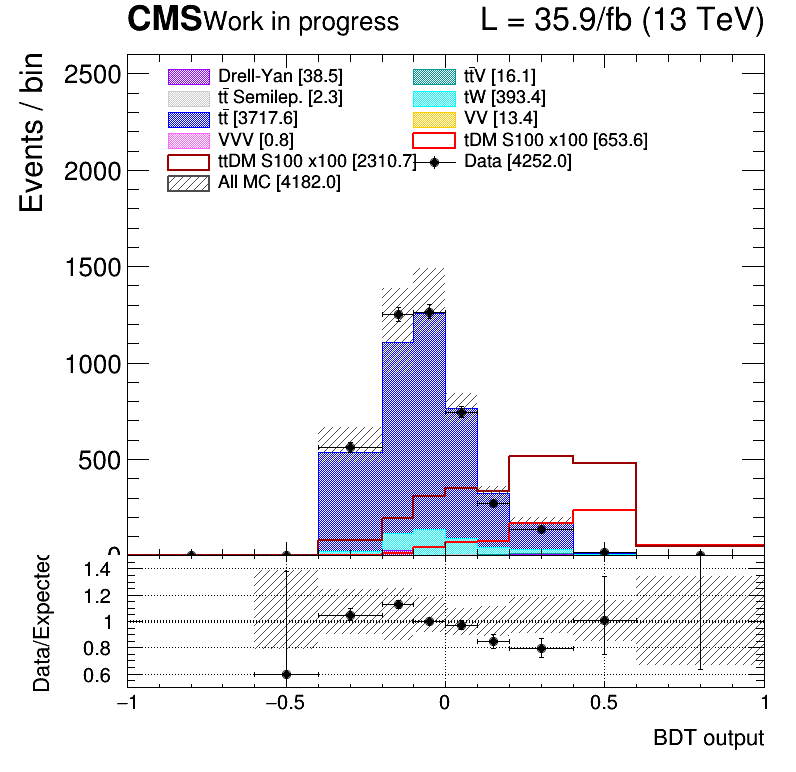 CMS Work in progress L = 35.9/fb (13 TeV)
Events / bin
2500
2000
1500
1000
500
0
Drell-Yan [38.5]
tt̄ Semilep. [2.3]
tt̄ [3717.6]
VVV [0.8]
ttDM S100 x100 [2310.7]
All MC [4182.0]
tt̄V [16.1]
tW [393.4]
VV [13.4]
tDM S100 x100 [653.6]
Data [4252.0]
Data/Expected
1.4
1.2
1
0.8
0.6
−1 −0.5 0 0.5 1
BDT output